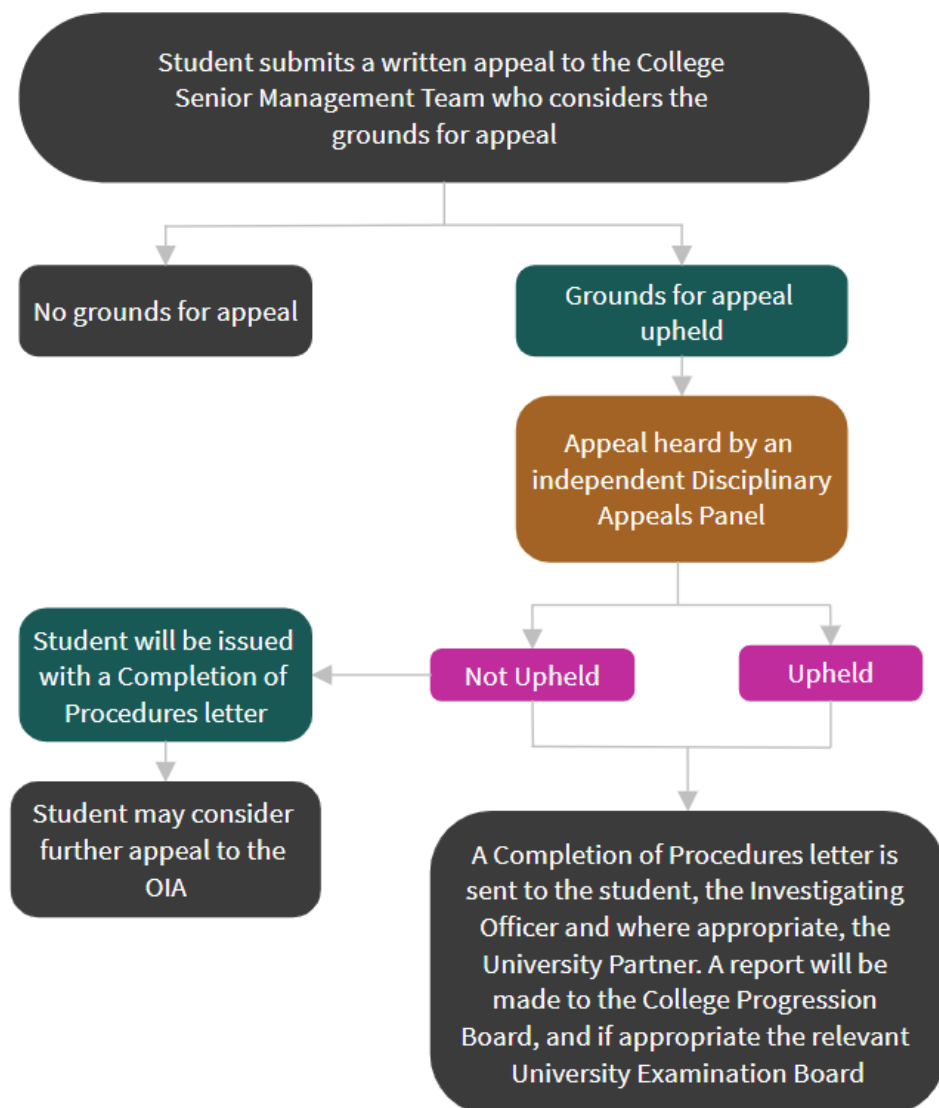 Student submits a written appeal to the College
Senior Management Team who considers the
grounds for appeal
No grounds for appeal
Grounds for appeal
upheld
Appeal heard by an
independent Disciplinary
Appeals Panel
Student will be issued
with a Completion of
Procedures letter
Not Upheld
Upheld
Student may consider
further appeal to the
OIA
A Completion of Procedures letter is
sent to the student, the Investigating
Officer and where appropriate, the
University Partner. A report will be
made to the College Progression
Board, and if appropriate the relevant
University Examination Board